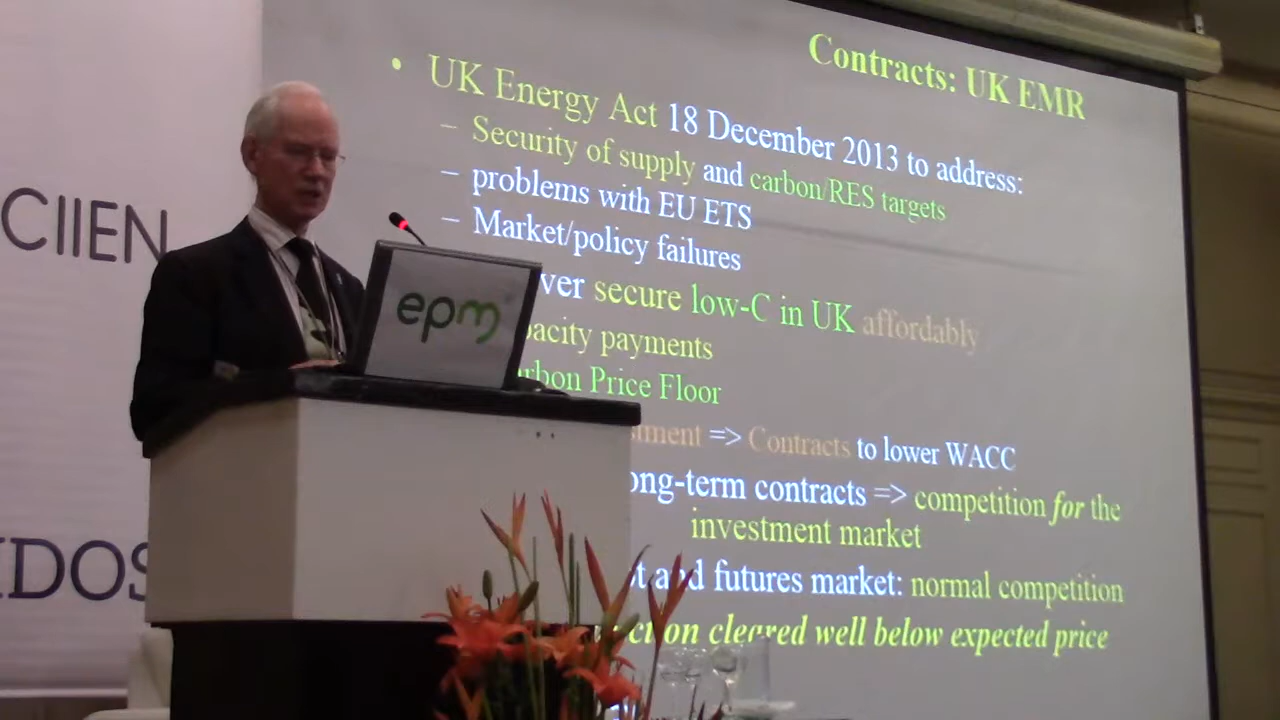 Contracts: UK EMR
• UK Energy Act 18 December 2013 to address:
– Security of supply and carbon/RES targets
– problems with EU ETS
– Market/policy failures
secure low-C in UK affordably
payments
Price Floor
=> Contracts to lower WACC
long-term contracts => competition for the
investment market
and futures market: normal competition
cleared well below expected price
CIIEN
IDOS
epm